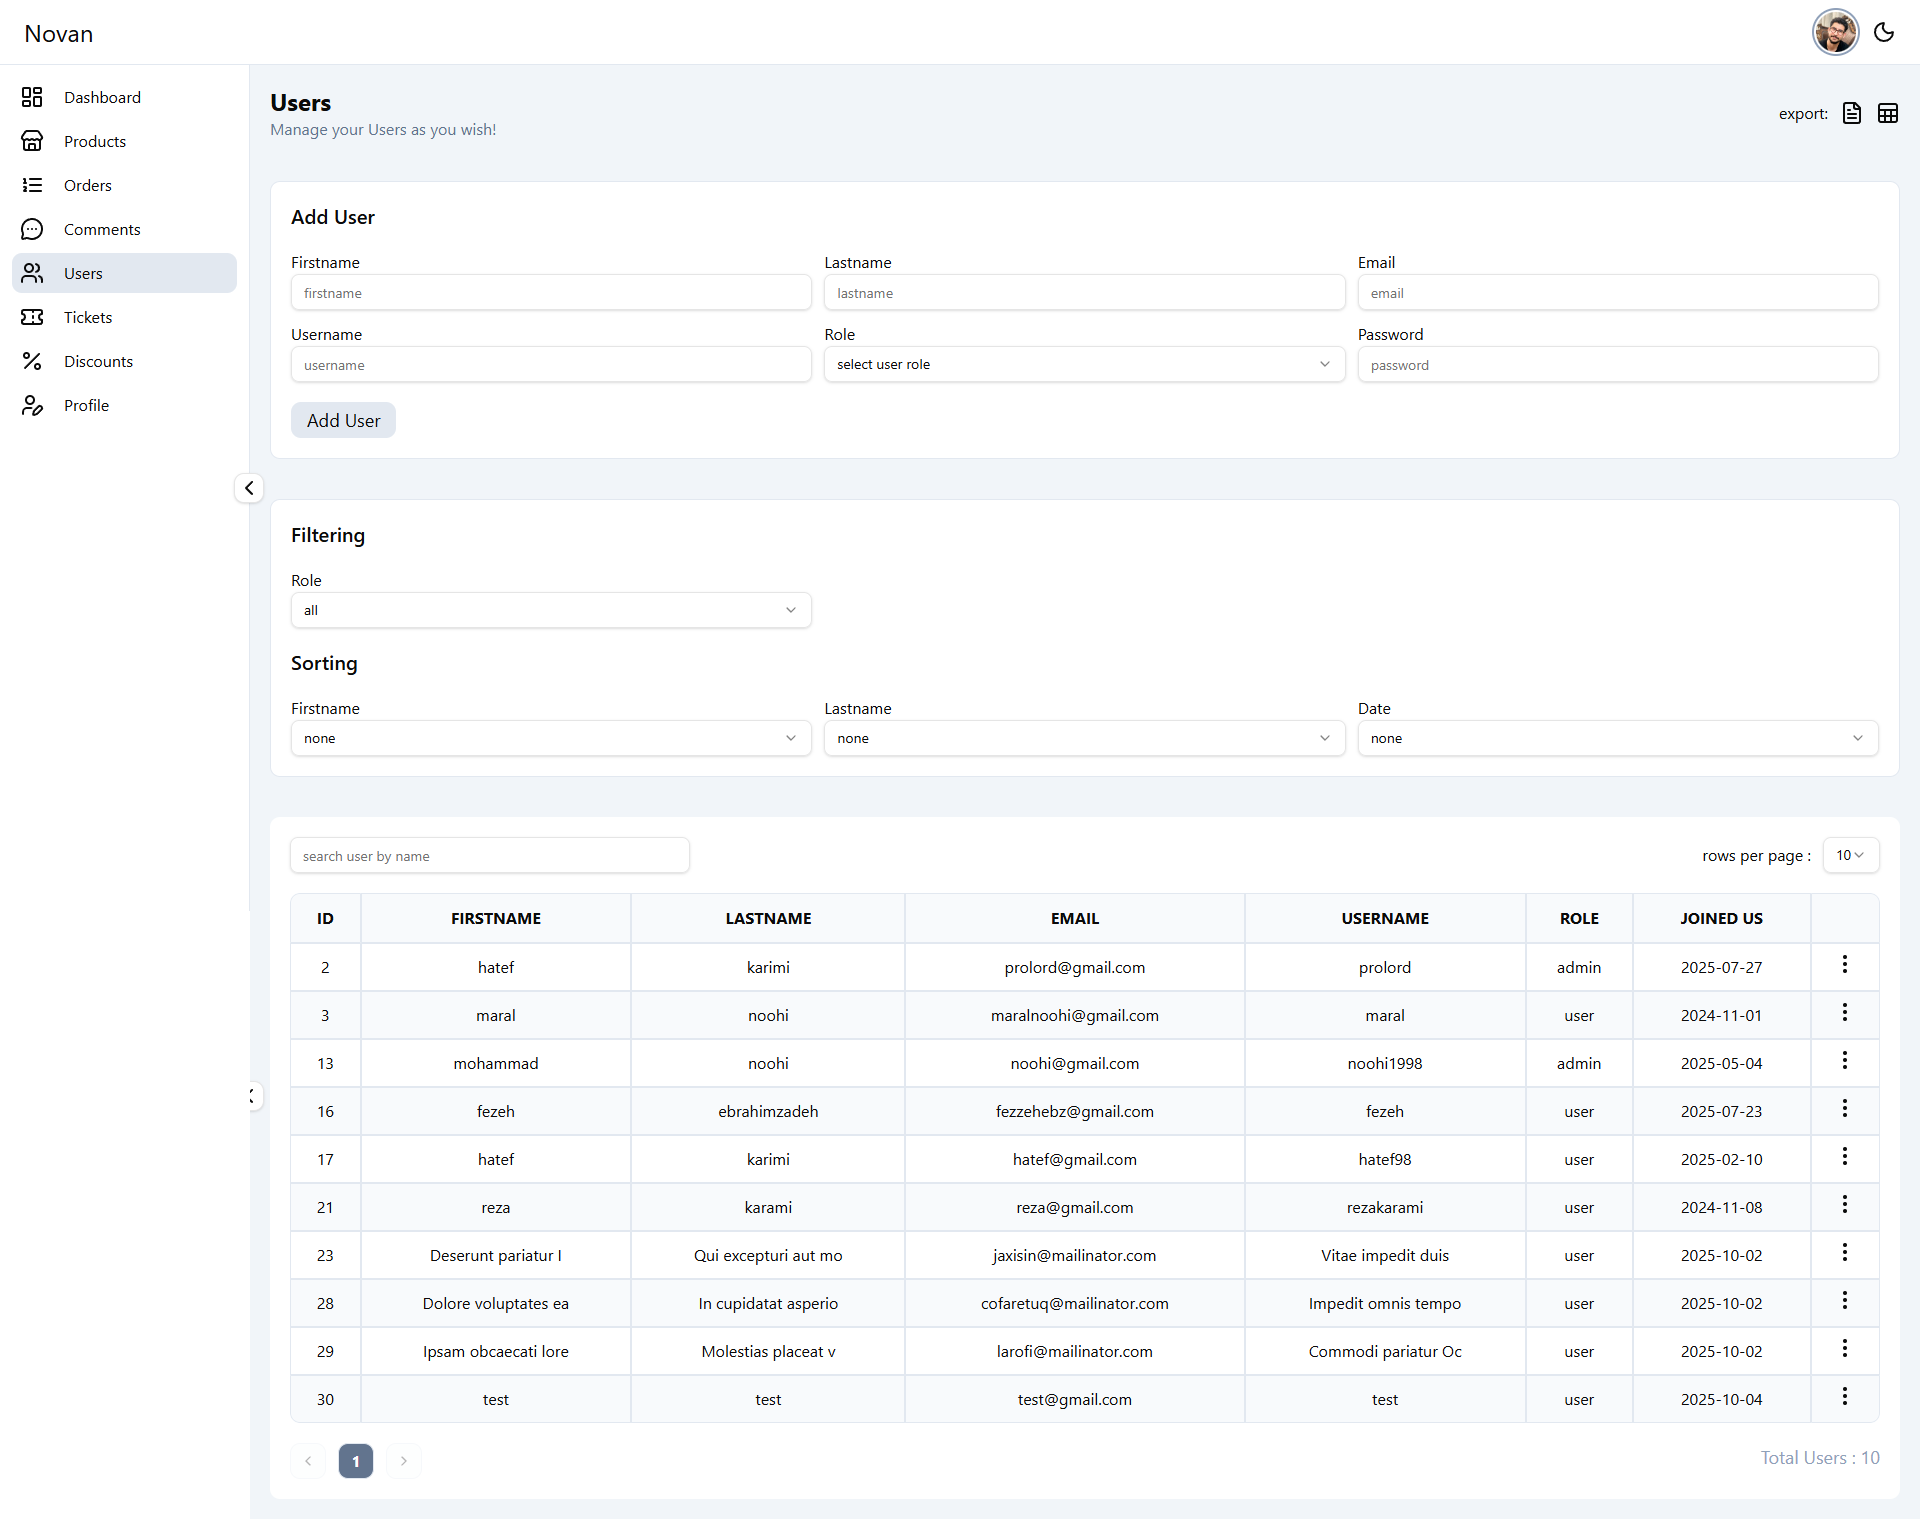 Novan
Dashboard
Products
Orders
Comments
Users
Tickets
Discounts
Profile
Users
Manage your Users as you wish!
export:
Add User
Firstname Lastname Email
firstname lastname email
Username Role Password
username select user role password
Add User
Filtering
Role
all
Sorting
Firstname Lastname Date
none none none
search user by name rows per page : 10
ID FIRSTNAME LASTNAME EMAIL USERNAME ROLE JOINED US
2 hatef karimi prolord@gmail.com prolord admin 2025-07-27
3 maral noohi maralnoohi@gmail.com maral user 2024-11-01
13 mohammad noohi noohi@gmail.com noohi1998 admin 2025-05-04
16 fezeh ebrahimzadeh fezzehebz@gmail.com fezeh user 2025-07-23
17 hatef karimi hatef@gmail.com hatef98 user 2025-02-10
21 reza karami reza@gmail.com rezakarami user 2024-11-08
23 Deserunt pariatur I Qui excepturi aut mo jaxisin@mailinator.com Vitae impedit duis user 2025-10-02
28 Dolore voluptates ea In cupidatat asperio cofaretuq@mailinator.com Impedit omnis tempo user 2025-10-02
29 Ipsam obcaecati lore Molestias placeat v larofi@mailinator.com Commodi pariatur Oc user 2025-10-02
30 test test test@gmail.com test user 2025-10-04
1 Total Users : 10